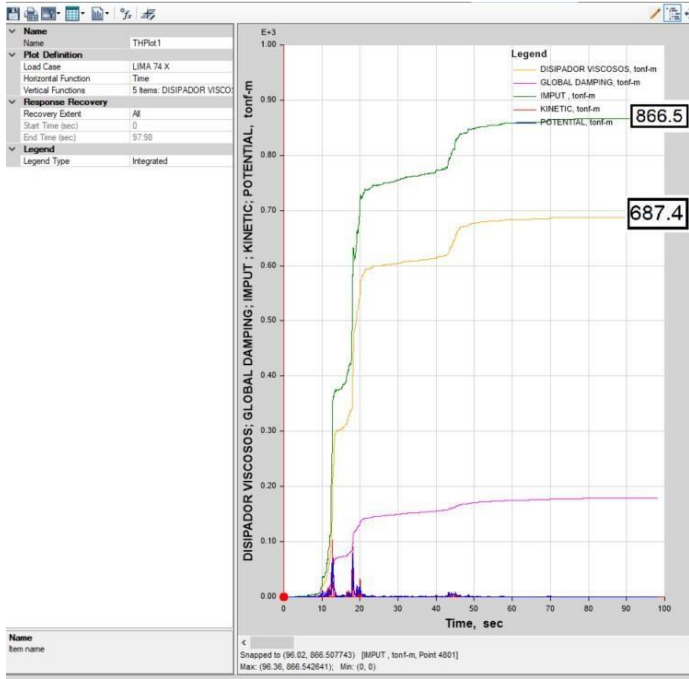 Name
Name THPlot1
Plot Definition
Load Case LIMA 74 X
Horizontal Function Time
Vertical Functions 5 Items: DISIPADOR VISCO
Response Recovery
Recovery Extent All
Start Time (sec) 0
End Time (sec) 97.98
Legend
Legend Type Integrated
Name
Item name
E+3
1.00
0.90
0.80
0.70
0.60
0.50
0.40
0.30
0.20
0.10
0.00
DISIPADOR VISCOSOS; GLOBAL DAMPING; IMPUT ; KINETIC; POTENTIAL, tonf-m
Legend
DISIPADOR VISCOSOS, tonf-m
GLOBAL DAMPING, tonf-m
IMPUT , tonf-m
KINETIC, tonf-m
POTENTIAL, tonf-m
866.5
687.4
0 10 20 30 40 50 60 70 80 90 100
Time, sec
Snapped to (96.02, 866.507743) [IMPUT , tonf-m, Point 4801]
Max: (96.36, 866.542641); Min: (0, 0)